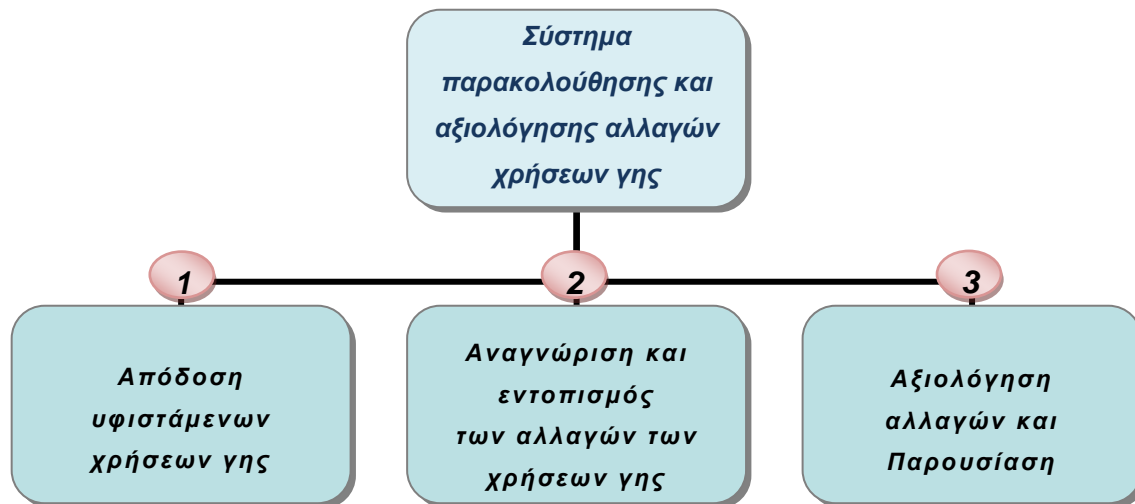 Σύστημα
παρακολούθησης και
αξιολόγησης αλλαγών
χρήσεων γης
1
2
3
Απόδοση
υφιστάμενων
χρήσεων γης
Αναγνώριση και
εντοπισμός
των αλλαγών των
χρήσεων γης
Αξιολόγηση
αλλαγών και
Παρουσίαση